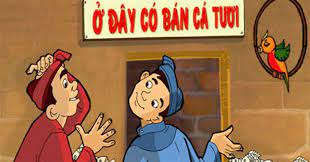 Ở ĐÂY CÓ BÁN CÁ TƯƠI